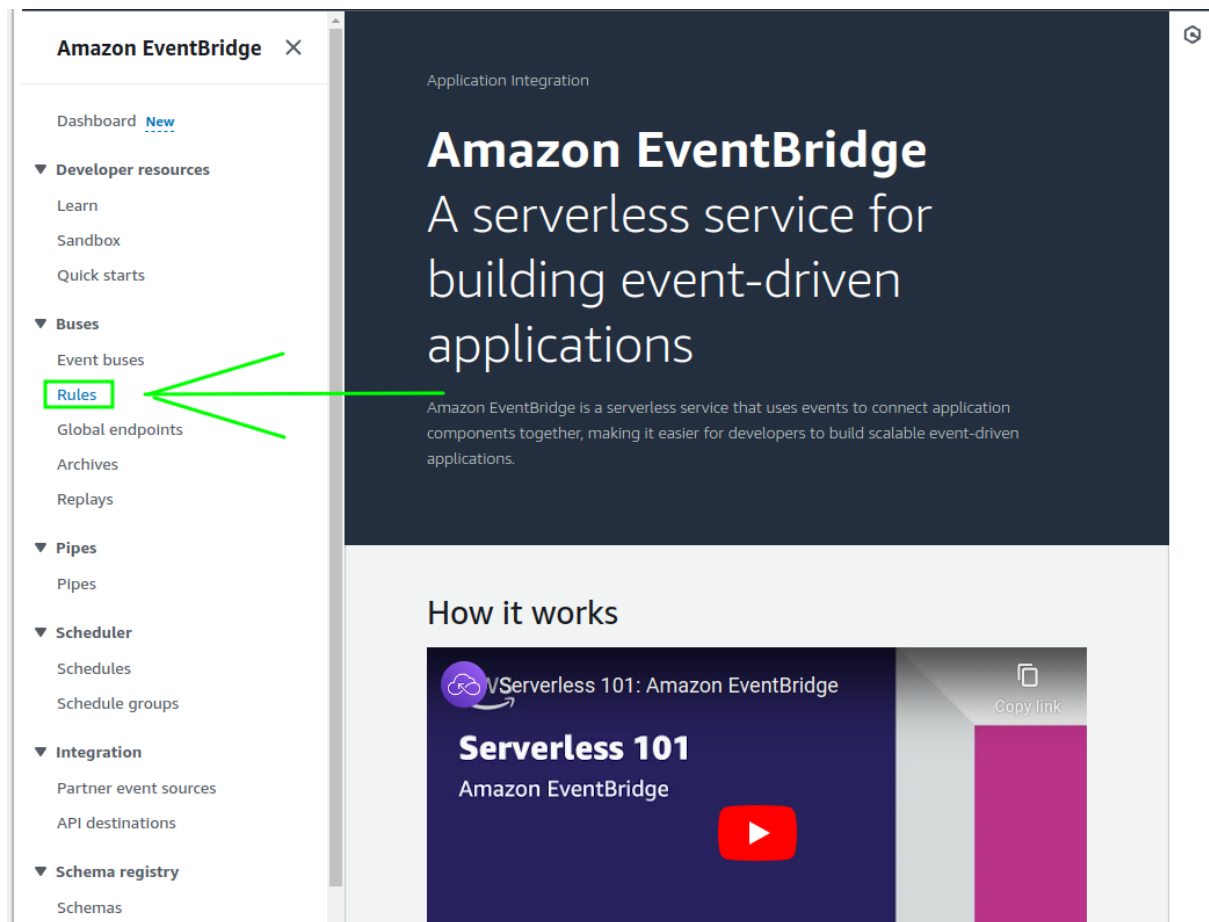 Amazon EventBridge
Dashboard New
Developer resources
Learn
Sandbox
Quick starts
Buses
Event buses
Rules
Global endpoints
Archives
Replays
Pipes
Pipes
Scheduler
Schedules
Schedule groups
Integration
Partner event sources
API destinations
Schema registry
Schemas
Application Integration
Amazon EventBridge
A serverless service for
building event-driven
applications
Amazon EventBridge is a serverless service that uses events to connect application
components together, making it easier for developers to build scalable event-driven
applications.
How it works
Serverless 101: Amazon EventBridge
Copy link
Serverless 101
Amazon EventBridge